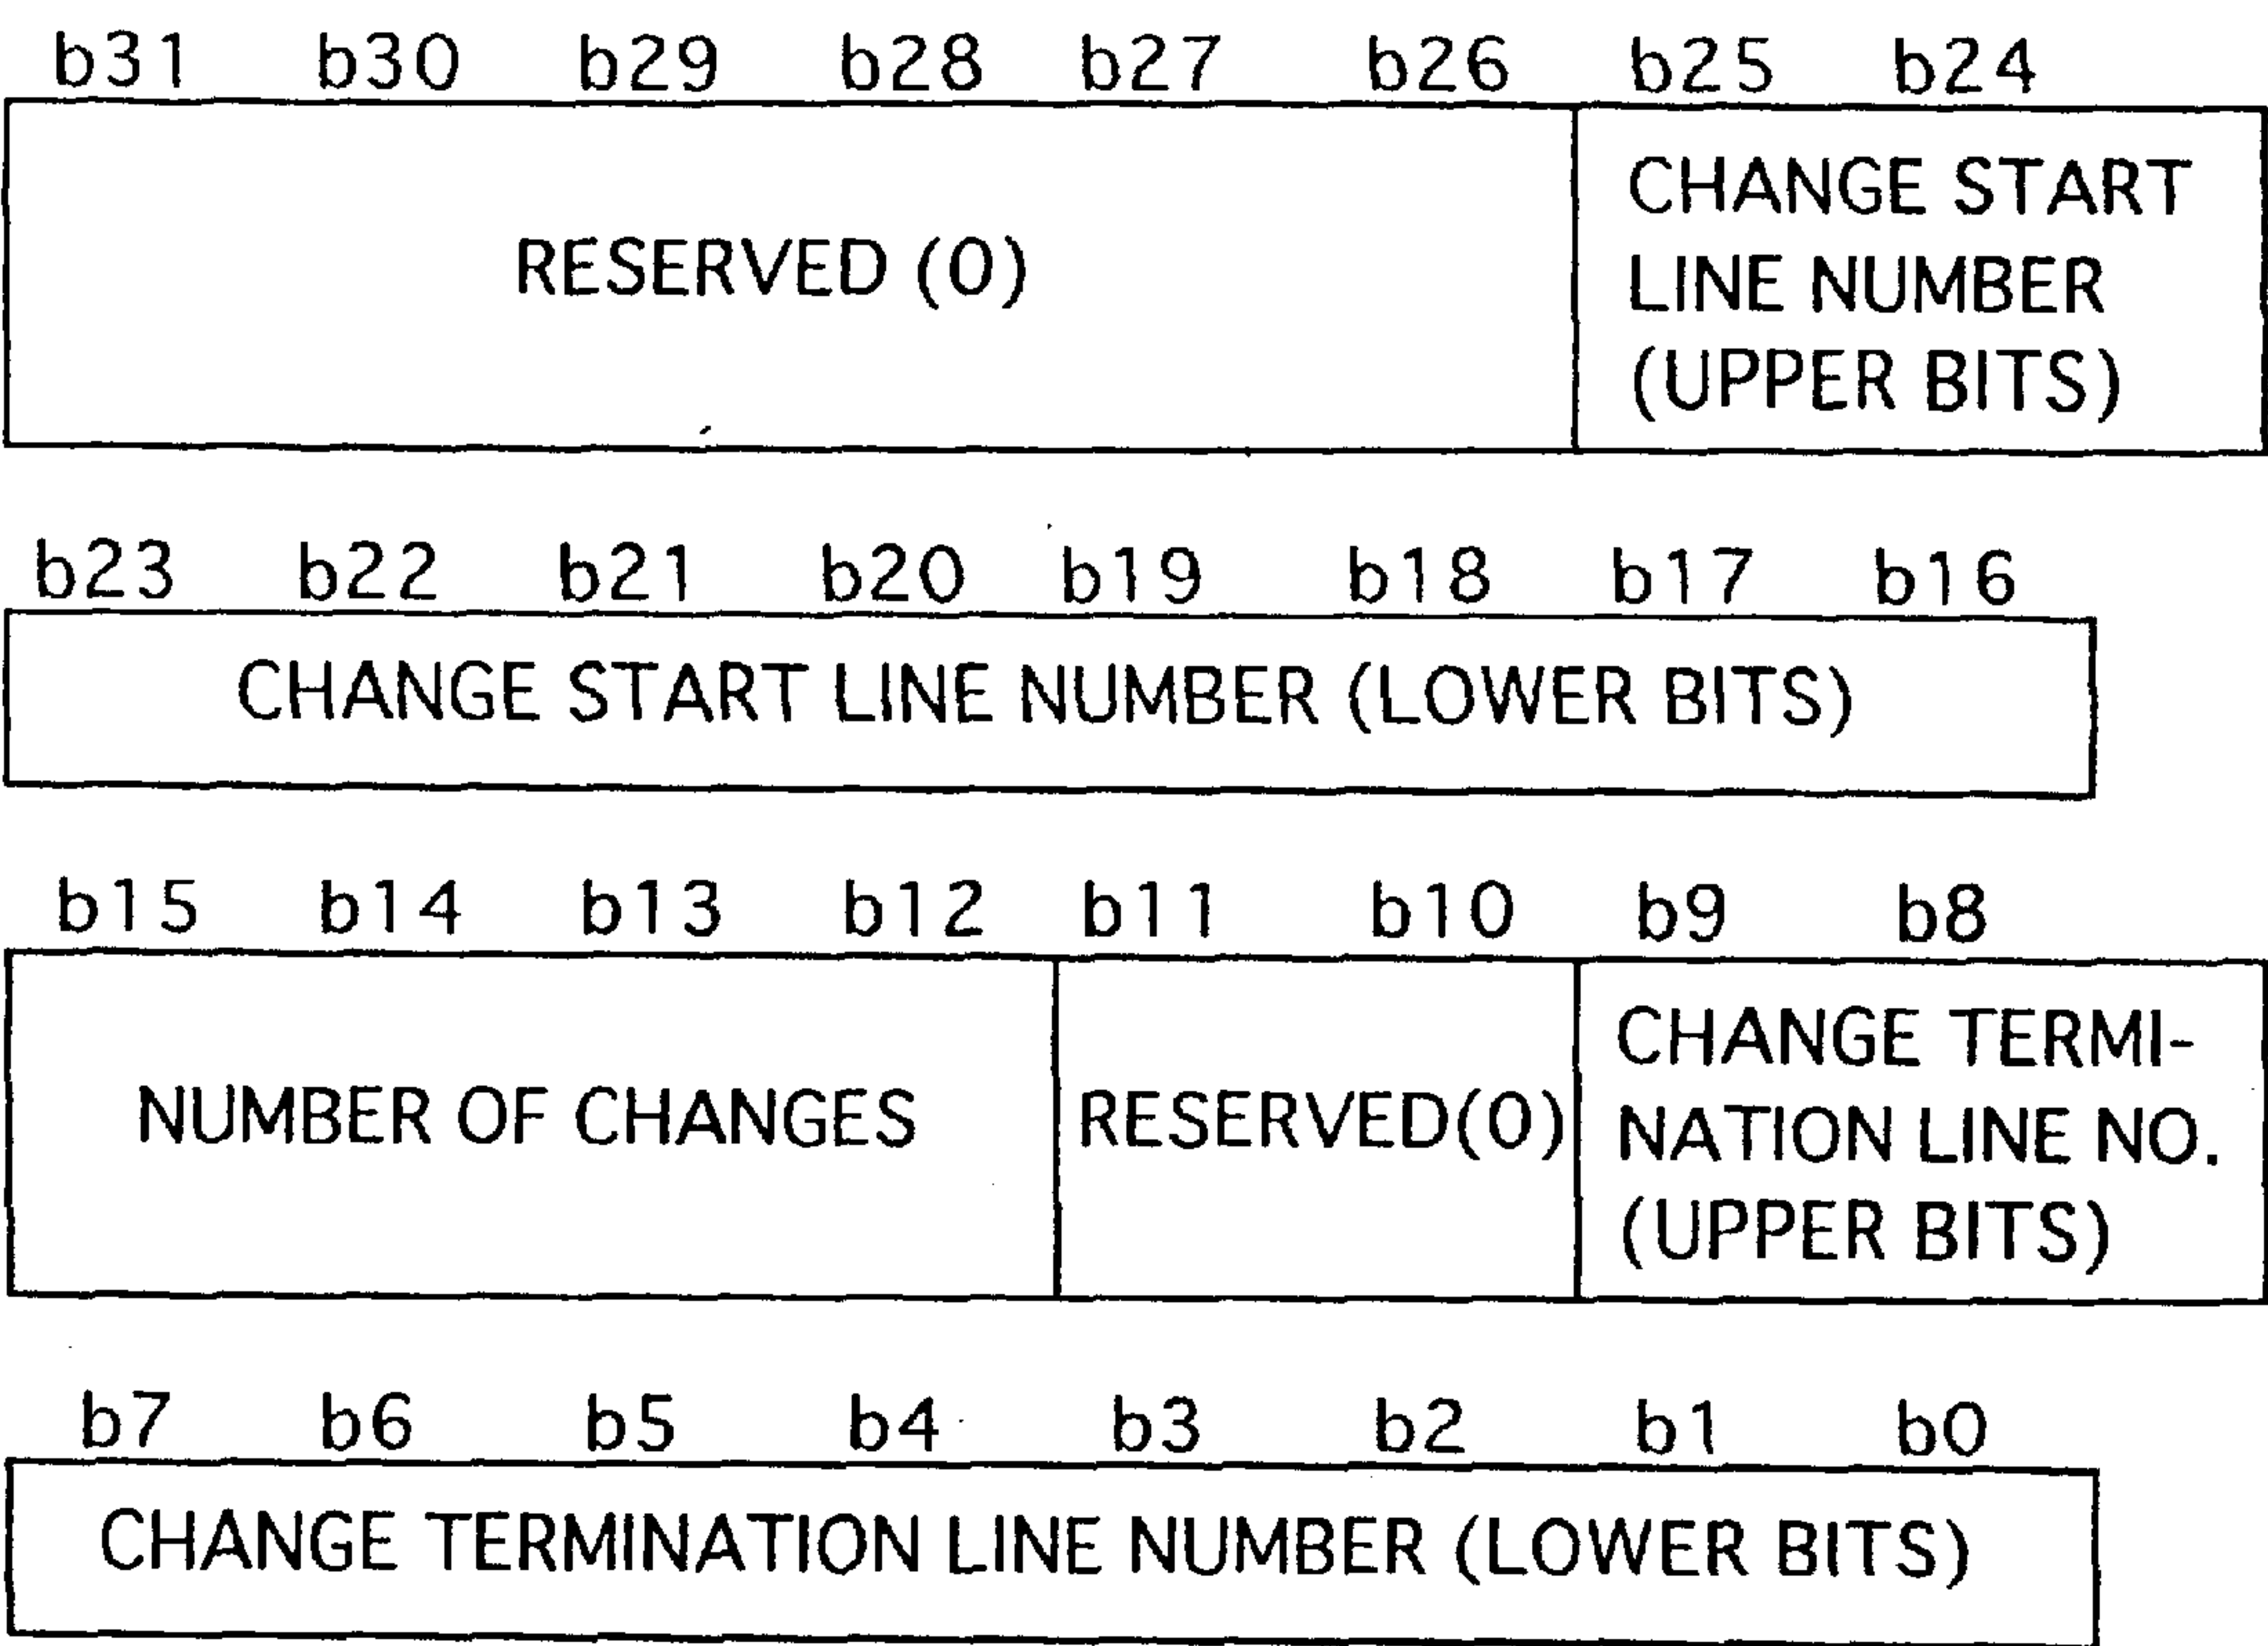 b31 b30 b29 b28 b27 b26 b25 b24
RESERVED (0)
CHANGE START
LINE NUMBER
(UPPER BITS)
b23 b22 b21 b20 b19 b18 b17 b16
CHANGE START LINE NUMBER (LOWER BITS)
b15 b14 b13 b12 b11 b10 b9 b8
NUMBER OF CHANGES
RESERVED(0)
CHANGE TERMI-
NATION LINE NO.
(UPPER BITS)
b7 b6 b5 b4 b3 b2 b1 b0
CHANGE TERMINATION LINE NUMBER (LOWER BITS)